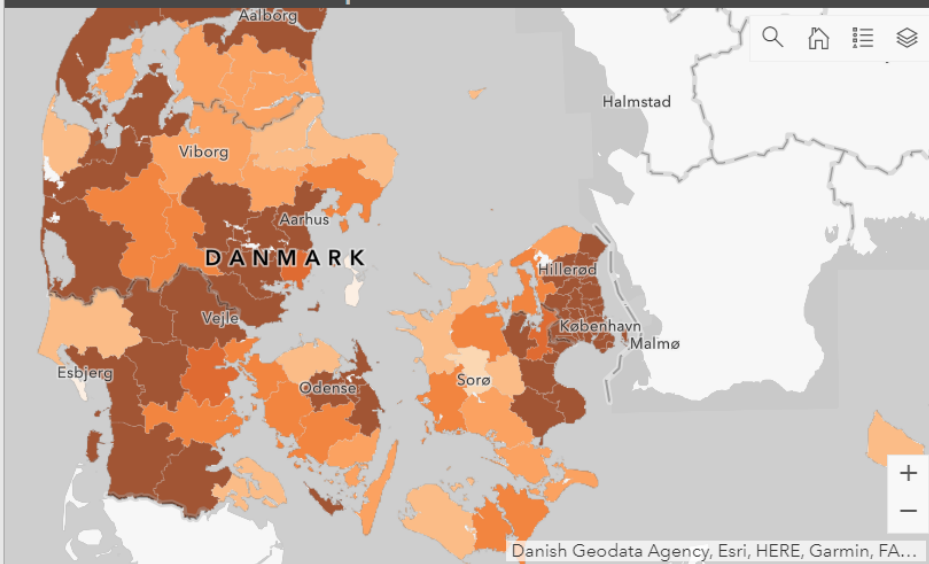 Aalborg
Halmstad
Viborg
Aarhus
DANMARK
Hillerød
Vejle
København
Malmø
Esbjerg
Sorø
Odense
+
−
Danish Geodata Agency, Esri, HERE, Garmin, FA...